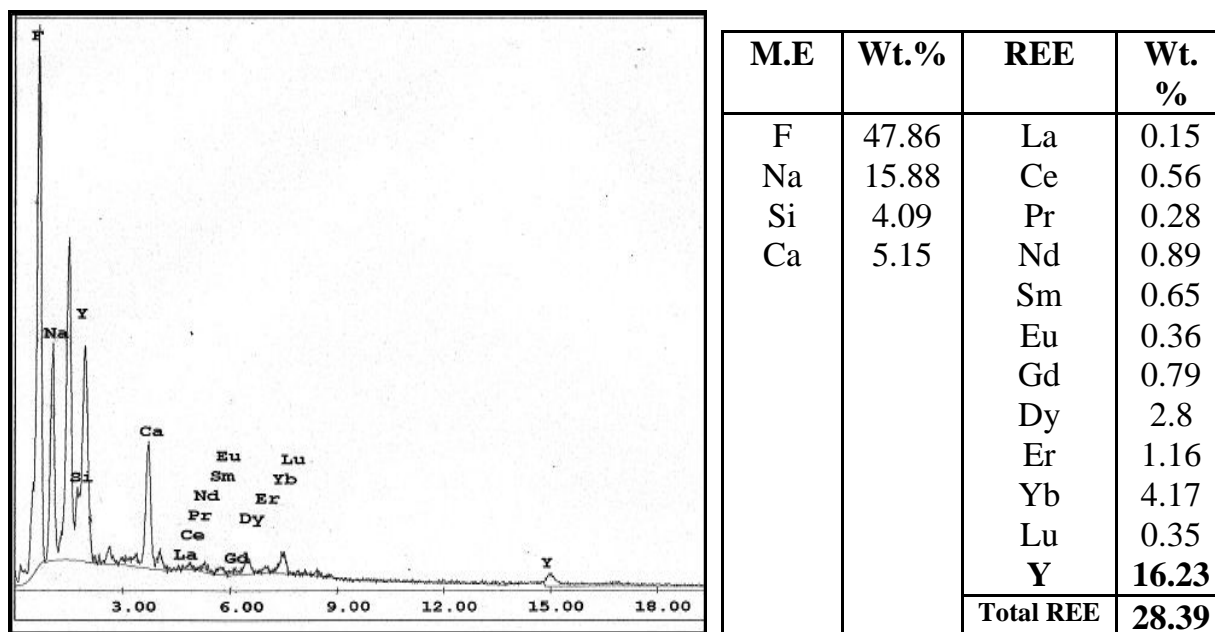 F
Y
Na
Si
Ca
Eu
Lu
Sm
Yb
Nd
Er
Pr
Dy
Ce
La
Gd
Y
3.00 6.00 9.00 12.00 15.00 18.00
M.E Wt.% REE Wt.
%
F 47.86 La 0.15
Na 15.88 Ce 0.56
Si 4.09 Pr 0.28
Ca 5.15 Nd 0.89
Sm 0.65
Eu 0.36
Gd 0.79
Dy 2.8
Er 1.16
Yb 4.17
Lu 0.35
Y 16.23
Total REE 28.39